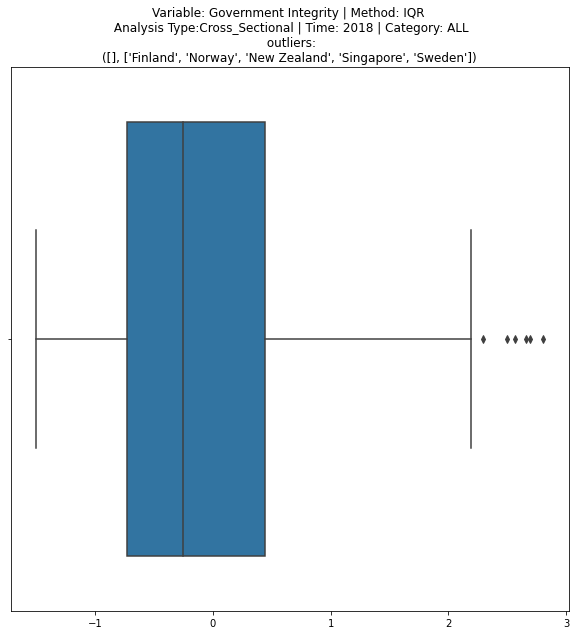 Variable: Government Integrity | Method: IQR
Analysis Type:Cross_Sectional | Time: 2018 | Category: ALL
outliers:
([], ['Finland', 'Norway', 'New Zealand', 'Singapore', 'Sweden'])
−1 0 1 2 3